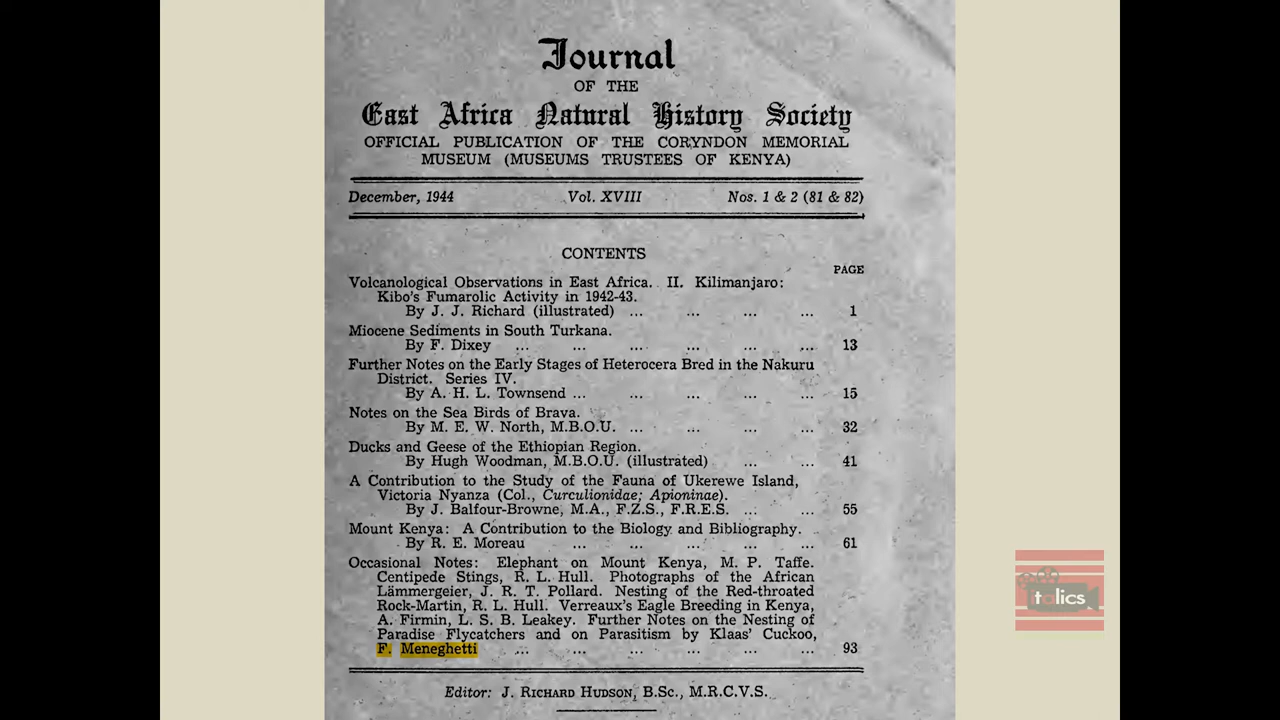 Journal
OF THE
East Africa Natural History Society
OFFICIAL PUBLICATION OF THE CORYNDON MEMORIAL
MUSEUM (MUSEUMS TRUSTEES OF KENYA)
December, 1944 Vol. XVIII Nos. 1 & 2 (81 & 82)
CONTENTS
PAGE
Volcanological Observations in East Africa. II. Kilimanjaro:
Kibo's Fumarolic Activity in 1942-43.
By J. J. Richard (illustrated) ... ... ... ... 1
Miocene Sediments in South Turkana.
By F. Dixey ... ... ... ... ... ... 13
Further Notes on the Early Stages of Heterocera Bred in the Nakuru
District. Series IV.
By A. H. L. Townsend ... ... ... ... ... 15
Notes on the Sea Birds of Brava.
By M. E. W. North, M.B.O.U. ... ... ... ... 32
Ducks and Geese of the Ethiopian Region.
By Hugh Woodman, M.B.O.U. (illustrated) ... ... 41
A Contribution to the Study of the Fauna of Ukerewe Island,
Victoria Nyanza (Col., Curculionidae; Apioninae).
By J. Balfour-Browne, M.A., F.Z.S., F.R.E.S. ... ... 55
Mount Kenya: A Contribution to the Biology and Bibliography.
By R. E. Moreau ... ... ... ... ... 61
Occasional Notes: Elephant on Mount Kenya, M. P. Taffe.
Centipede Stings, R. L. Hull. Photographs of the African
Lämmergeier, J. R. T. Pollard. Nesting of the Red-throated
Rock-Martin, R. L. Hull. Verreaux's Eagle Breeding in Kenya,
A. Firmin, L. S. B. Leakey. Further Notes on the Nesting of
Paradise Flycatchers and on Parasitism by Klaas' Cuckoo,
F. Meneghetti ... ... ... ... ... ... 93
Editor: J. RICHARD HUDSON, B.Sc., M.R.C.V.S.
talics